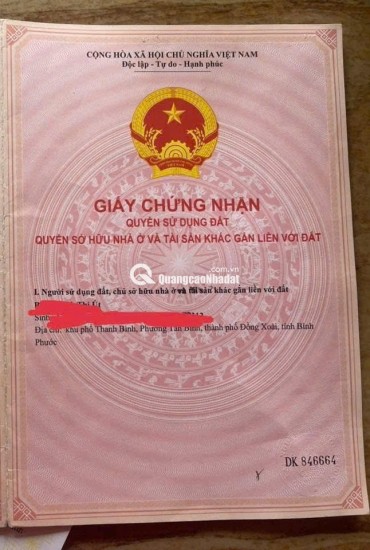 CỘNG HÒA XÃ HỘI CHỦ NGHĨA VIỆT NAM
Độc lập - Tự do - Hạnh phúc
GIẤY CHỨNG NHẬN
QUYỀN SỬ DỤNG ĐẤT
QUYỀN SỞ HỮU NHÀ Ở VÀ TÀI SẢN KHÁC GẮN LIỀN VỚI ĐẤT
.com.vn
QuangcaoNhadat
I. Người sử dụng đất, chủ sở hữu nhà ở và tài sản khác gắn liền với đất
Địa chỉ: khu phố Thanh Bình, Phường Tân Bình, thành phố Đồng Xoài, tỉnh Bình
Phước
DK 846664